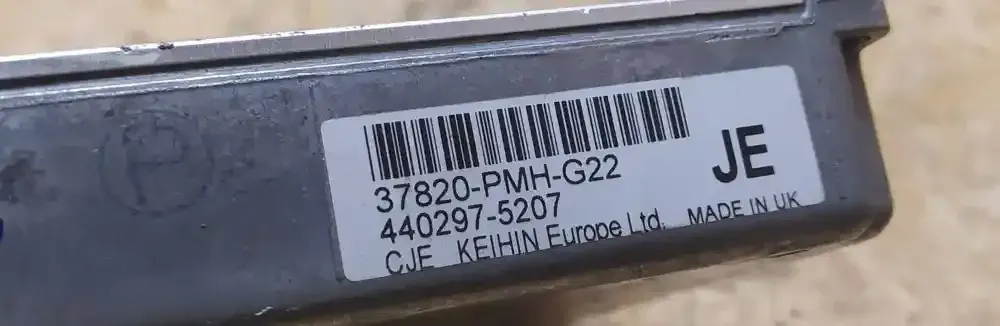 37820-PMH-G22
440297-5207
JE
CJE KEIHIN Europe Ltd. MADE IN UK